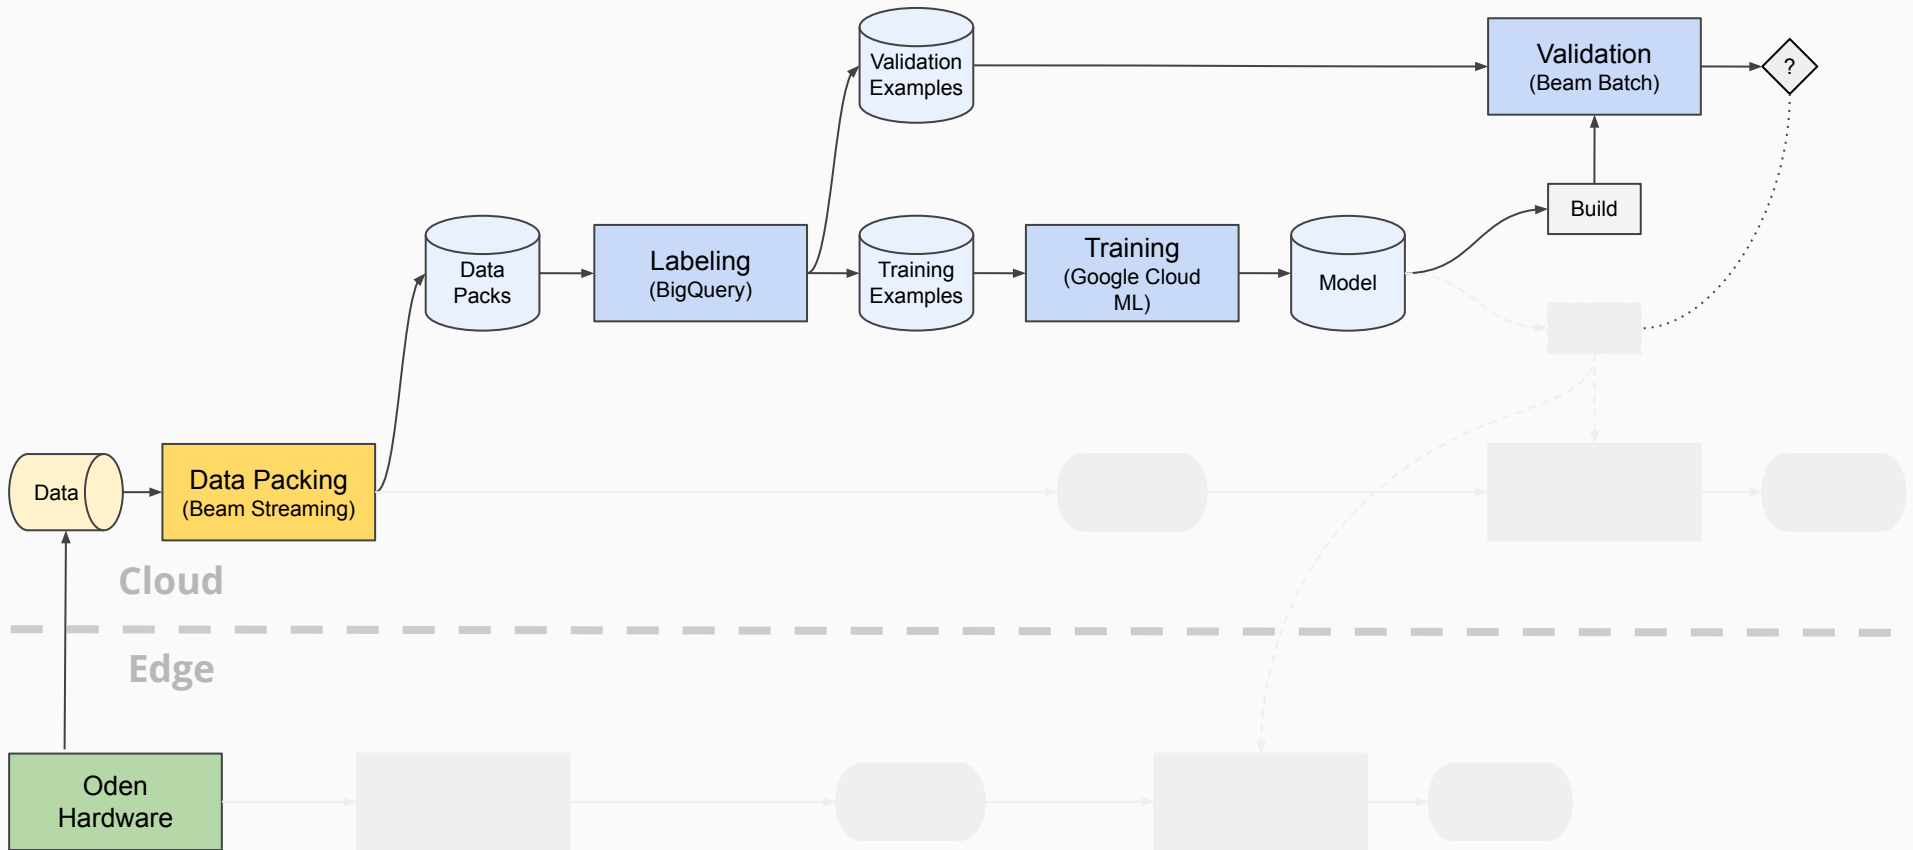 Validation
Examples
Validation
(Beam Batch)
?
Build
Data
Packs
Labeling
(BigQuery)
Training
Examples
Training
(Google Cloud
ML)
Model
Data
Data Packing
(Beam Streaming)
Cloud
Edge
Oden
Hardware